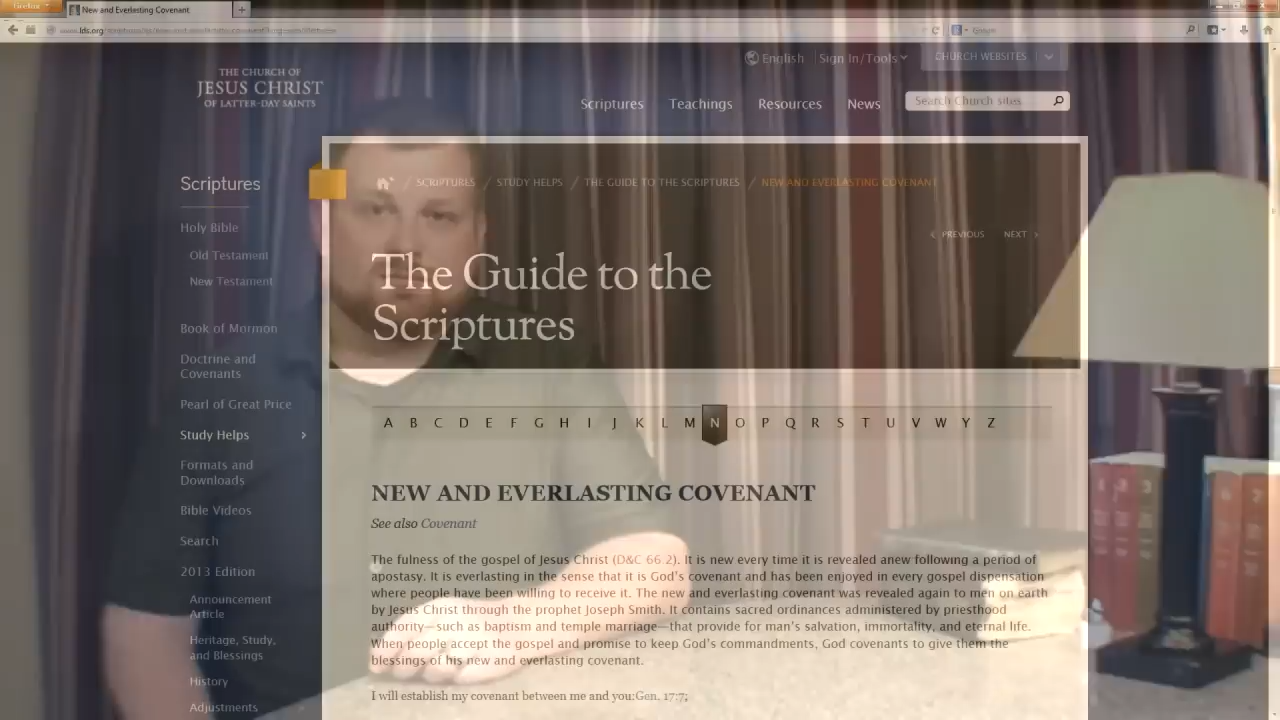 Firefox
New and Everlasting Covenant
THE CHURCH OF
JESUS CHRIST
OF LATTER-DAY SAINTS
English
Sign In/Tools
CHURCH WEBSITES
Scriptures
Teachings
Resources
News
Search Church sites
Scriptures
Holy Bible
Old Testament
New Testament
Book of Mormon
Doctrine and
Covenants
Pearl of Great Price
Study Helps
Formats and
Downloads
Bible Videos
Search
2013 Edition
Announcement
Article
Heritage, Study,
and Blessings
History
Adjustments
/ SCRIPTURES / STUDY HELPS / THE GUIDE TO THE SCRIPTURES / NEW AND EVERLASTING COVENANT
PREVIOUS NEXT
The Guide to the
Scriptures
A B C D E F G H I J K L M N O P Q R S T U V W Y Z
NEW AND EVERLASTING COVENANT
See also Covenant
The fulness of the gospel of Jesus Christ (D&C 66:2). It is new every time it is revealed anew following a period of
apostasy. It is everlasting in the sense that it is God's covenant and has been enjoyed in every gospel dispensation
where people have been willing to receive it. The new and everlasting covenant was revealed again to men on earth
by Jesus Christ through the prophet Joseph Smith. It contains sacred ordinances administered by priesthood
authority—such as baptism and temple marriage—that provide for man's salvation, immortality, and eternal life.
When people accept the gospel and promise to keep God's commandments, God covenants to give them the
blessings of his new and everlasting covenant.
I will establish my covenant between me and you:Gen. 17:7;